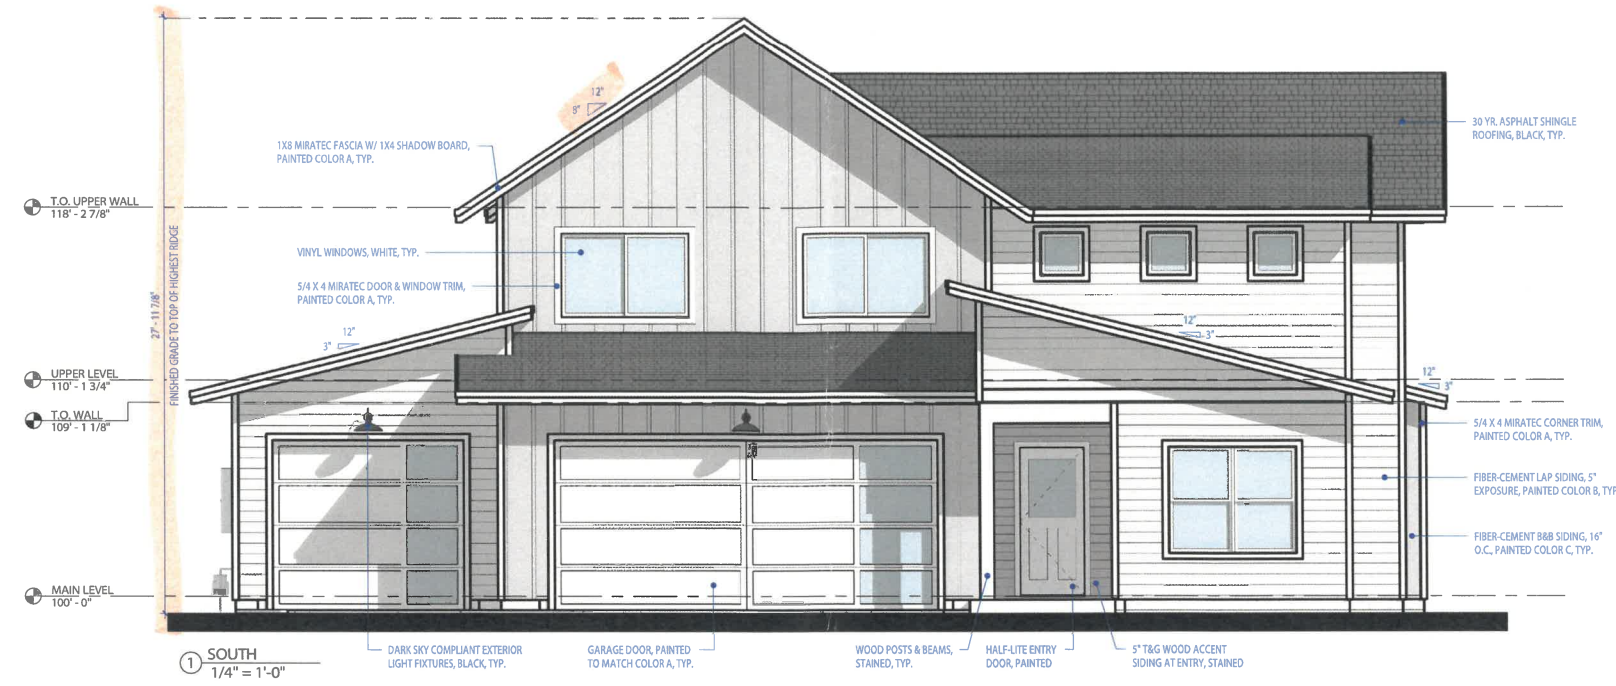 12"
8"
1X8 MIRATEC FASCIA W/ 1X4 SHADOW BOARD,
PAINTED COLOR A, TYP.
30 YR. ASPHALT SHINGLE
ROOFING, BLACK, TYP.
T.O. UPPER WALL
118' - 2 7/8"
VINYL WINDOWS, WHITE, TYP.
5/4 X 4 MIRATEC DOOR & WINDOW TRIM,
PAINTED COLOR A, TYP.
27' - 11 7/8"
FINISHED GRADE TO TOP OF HIGHEST RIDGE
12"
3"
12"
3"
12"
3"
UPPER LEVEL
110' - 1 3/4"
T.O. WALL
109' - 1 1/8"
5/4 X 4 MIRATEC CORNER TRIM,
PAINTED COLOR A, TYP.
FIBER-CEMENT LAP SIDING, 5"
EXPOSURE, PAINTED COLOR B, TYP
FIBER-CEMENT B&B SIDING, 16"
O.C., PAINTED COLOR C, TYP.
MAIN LEVEL
100' - 0"
1
SOUTH
1/4" = 1'-0"
DARK SKY COMPLIANT EXTERIOR
LIGHT FIXTURES, BLACK, TYP.
GARAGE DOOR, PAINTED
TO MATCH COLOR A, TYP.
WOOD POSTS & BEAMS,
STAINED, TYP.
HALF-LITE ENTRY
DOOR, PAINTED
5" T&G WOOD ACCENT
SIDING AT ENTRY, STAINED